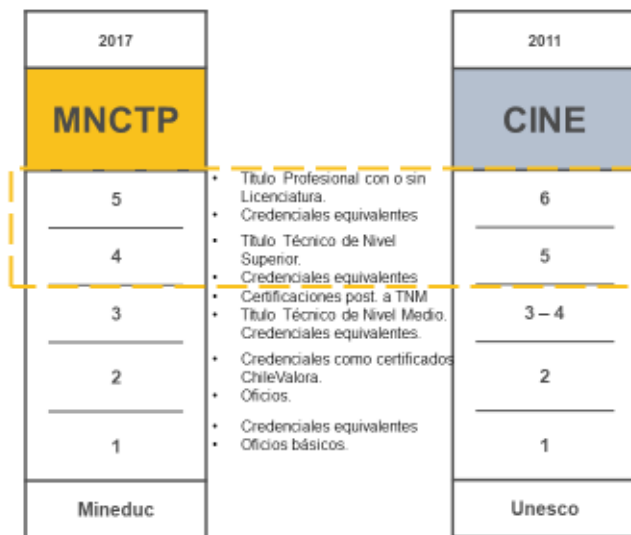 2017
MNCTP
5
4
3
2
1
Mineduc
• Título Profesional con o sin
Licenciatura.
• Credenciales equivalentes
• Título Técnico de Nivel
Superior.
• Credenciales equivalentes
• Certificaciones post. a TNM
• Título Técnico de Nivel Medio.
Credenciales equivalentes.
• Credenciales como certificados
ChileValora.
• Oficios.
• Credenciales equivalentes
• Oficios básicos.
2011
CINE
6
5
3 – 4
2
1
Unesco